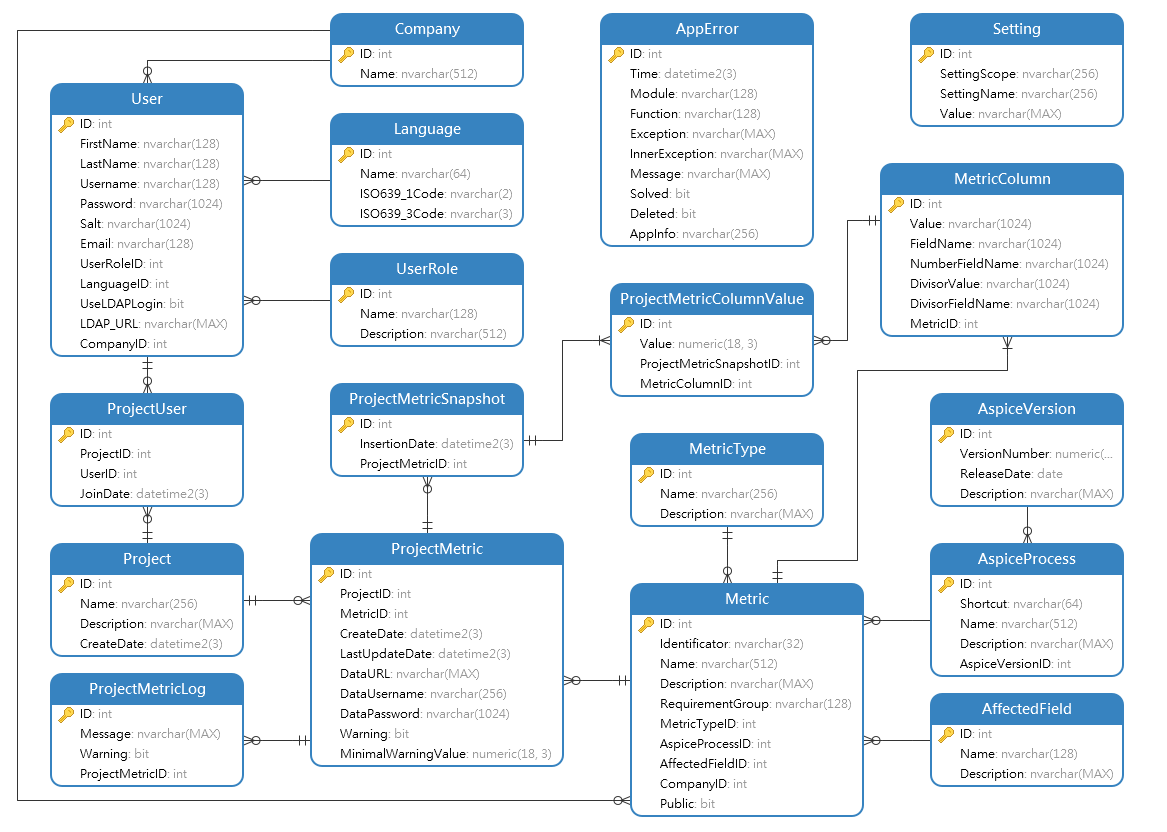 Company
ID: int
Name: nvarchar(512)
AppError
ID: int
Time: datetime2(3)
Module: nvarchar(128)
Function: nvarchar(128)
Exception: nvarchar(MAX)
InnerException: nvarchar(MAX)
Message: nvarchar(MAX)
Solved: bit
Deleted: bit
AppInfo: nvarchar(256)
Setting
ID: int
SettingScope: nvarchar(256)
SettingName: nvarchar(256)
Value: nvarchar(MAX)
User
ID: int
FirstName: nvarchar(128)
LastName: nvarchar(128)
Username: nvarchar(128)
Password: nvarchar(1024)
Salt: nvarchar(1024)
Email: nvarchar(128)
UserRoleID: int
LanguageID: int
UseLDAPLogin: bit
LDAP_URL: nvarchar(MAX)
CompanyID: int
Language
ID: int
Name: nvarchar(64)
ISO639_1Code: nvarchar(2)
ISO639_3Code: nvarchar(3)
MetricColumn
ID: int
Value: nvarchar(1024)
FieldName: nvarchar(1024)
NumberFieldName: nvarchar(1024)
DivisorValue: nvarchar(1024)
DivisorFieldName: nvarchar(1024)
MetricID: int
UserRole
ID: int
Name: nvarchar(128)
Description: nvarchar(512)
ProjectMetricColumnValue
ID: int
Value: numeric(18, 3)
ProjectMetricSnapshotID: int
MetricColumnID: int
ProjectUser
ID: int
ProjectID: int
UserID: int
JoinDate: datetime2(3)
ProjectMetricSnapshot
ID: int
InsertionDate: datetime2(3)
ProjectMetricID: int
MetricType
ID: int
Name: nvarchar(256)
Description: nvarchar(MAX)
AspiceVersion
ID: int
VersionNumber: numeric(...
ReleaseDate: date
Description: nvarchar(MAX)
Project
ID: int
Name: nvarchar(256)
Description: nvarchar(MAX)
CreateDate: datetime2(3)
ProjectMetric
ID: int
ProjectID: int
MetricID: int
CreateDate: datetime2(3)
LastUpdateDate: datetime2(3)
DataURL: nvarchar(MAX)
DataUsername: nvarchar(256)
DataPassword: nvarchar(1024)
Warning: bit
MinimalWarningValue: numeric(18, 3)
Metric
ID: int
Identificator: nvarchar(32)
Name: nvarchar(512)
Description: nvarchar(MAX)
RequirementGroup: nvarchar(128)
MetricTypeID: int
AspiceProcessID: int
AffectedFieldID: int
CompanyID: int
Public: bit
AspiceProcess
ID: int
Shortcut: nvarchar(64)
Name: nvarchar(512)
Description: nvarchar(MAX)
AspiceVersionID: int
ProjectMetricLog
ID: int
Message: nvarchar(MAX)
Warning: bit
ProjectMetricID: int
AffectedField
ID: int
Name: nvarchar(128)
Description: nvarchar(MAX)